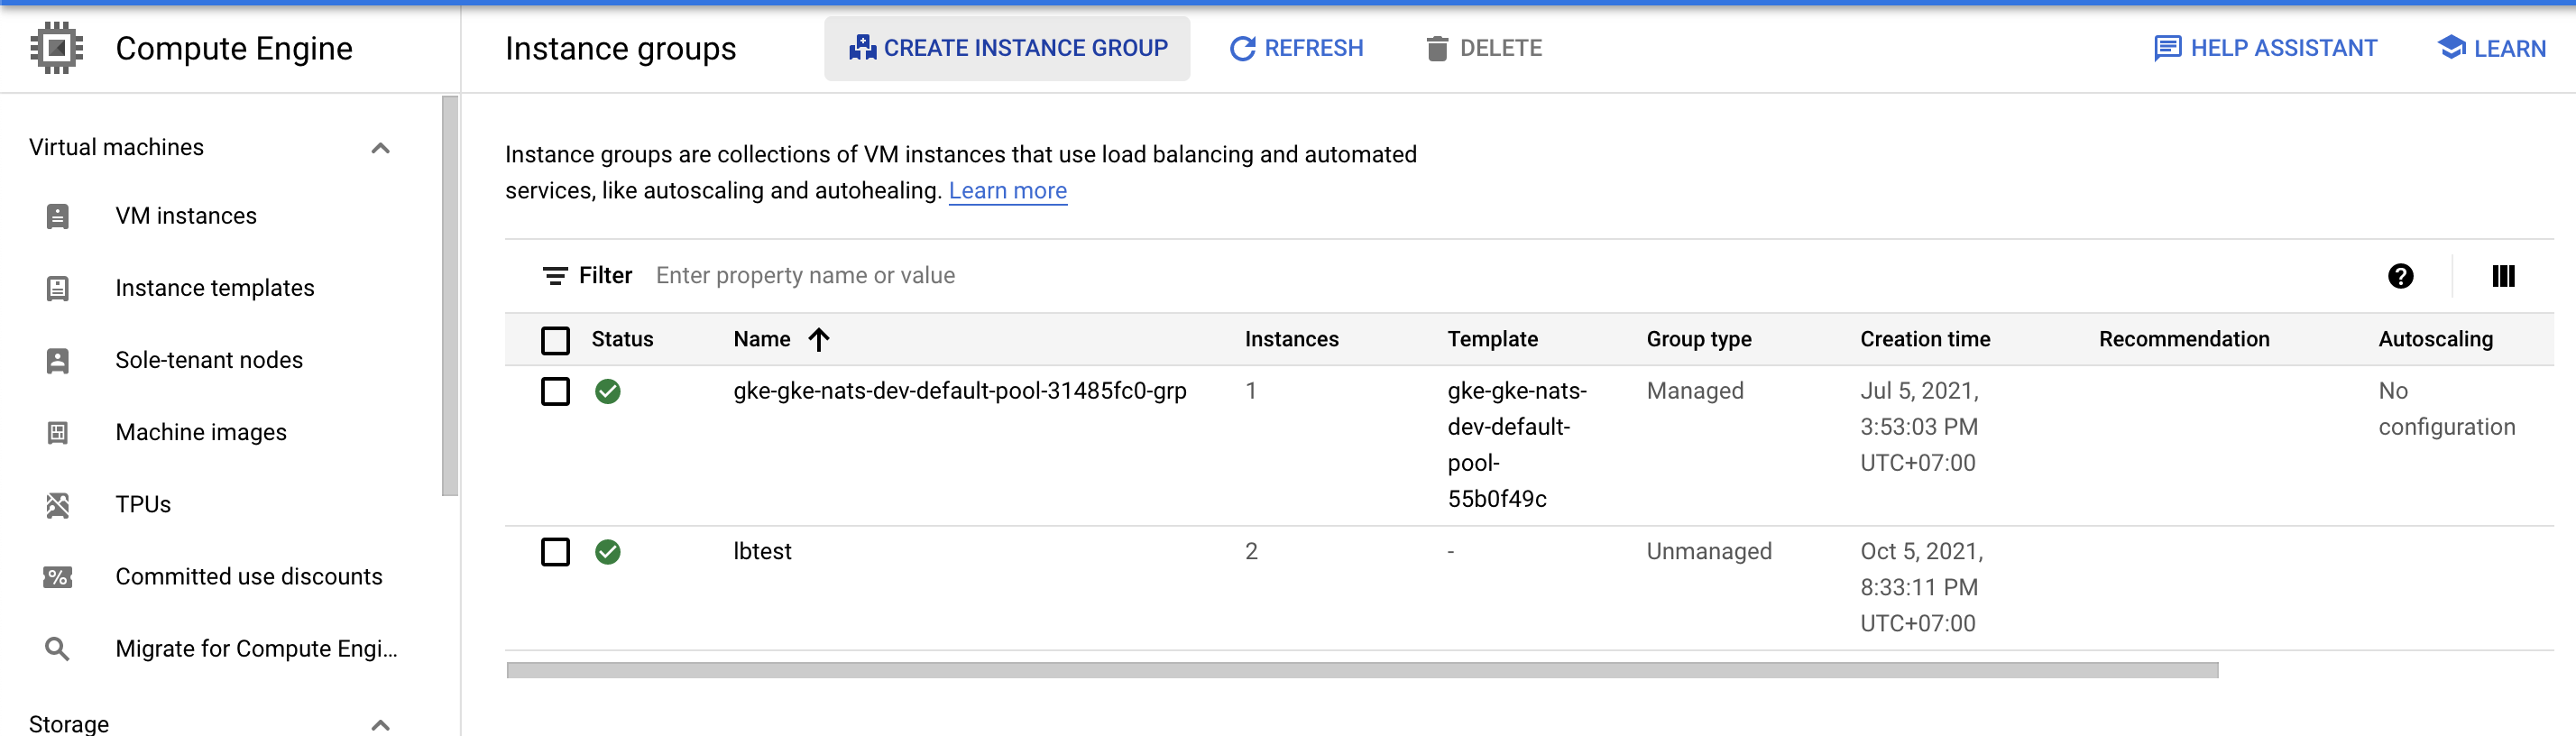 Compute Engine
Instance groups
CREATE INSTANCE GROUP
REFRESH
DELETE
HELP ASSISTANT
LEARN
Virtual machines
VM instances
Instance templates
Sole-tenant nodes
Machine images
TPUs
Committed use discounts
Migrate for Compute Engi...
Storage
Instance groups are collections of VM instances that use load balancing and automated
services, like autoscaling and autohealing. Learn more
Filter Enter property name or value
Status Name Instances Template Group type Creation time Recommendation Autoscaling
gke-gke-nats-dev-default-pool-31485fc0-grp 1 gke-gke-nats- Managed Jul 5, 2021, No
dev-default- 3:53:03 PM configuration
pool- UTC+07:00
55b0f49c
lbtest 2 - Unmanaged Oct 5, 2021,
8:33:11 PM
UTC+07:00